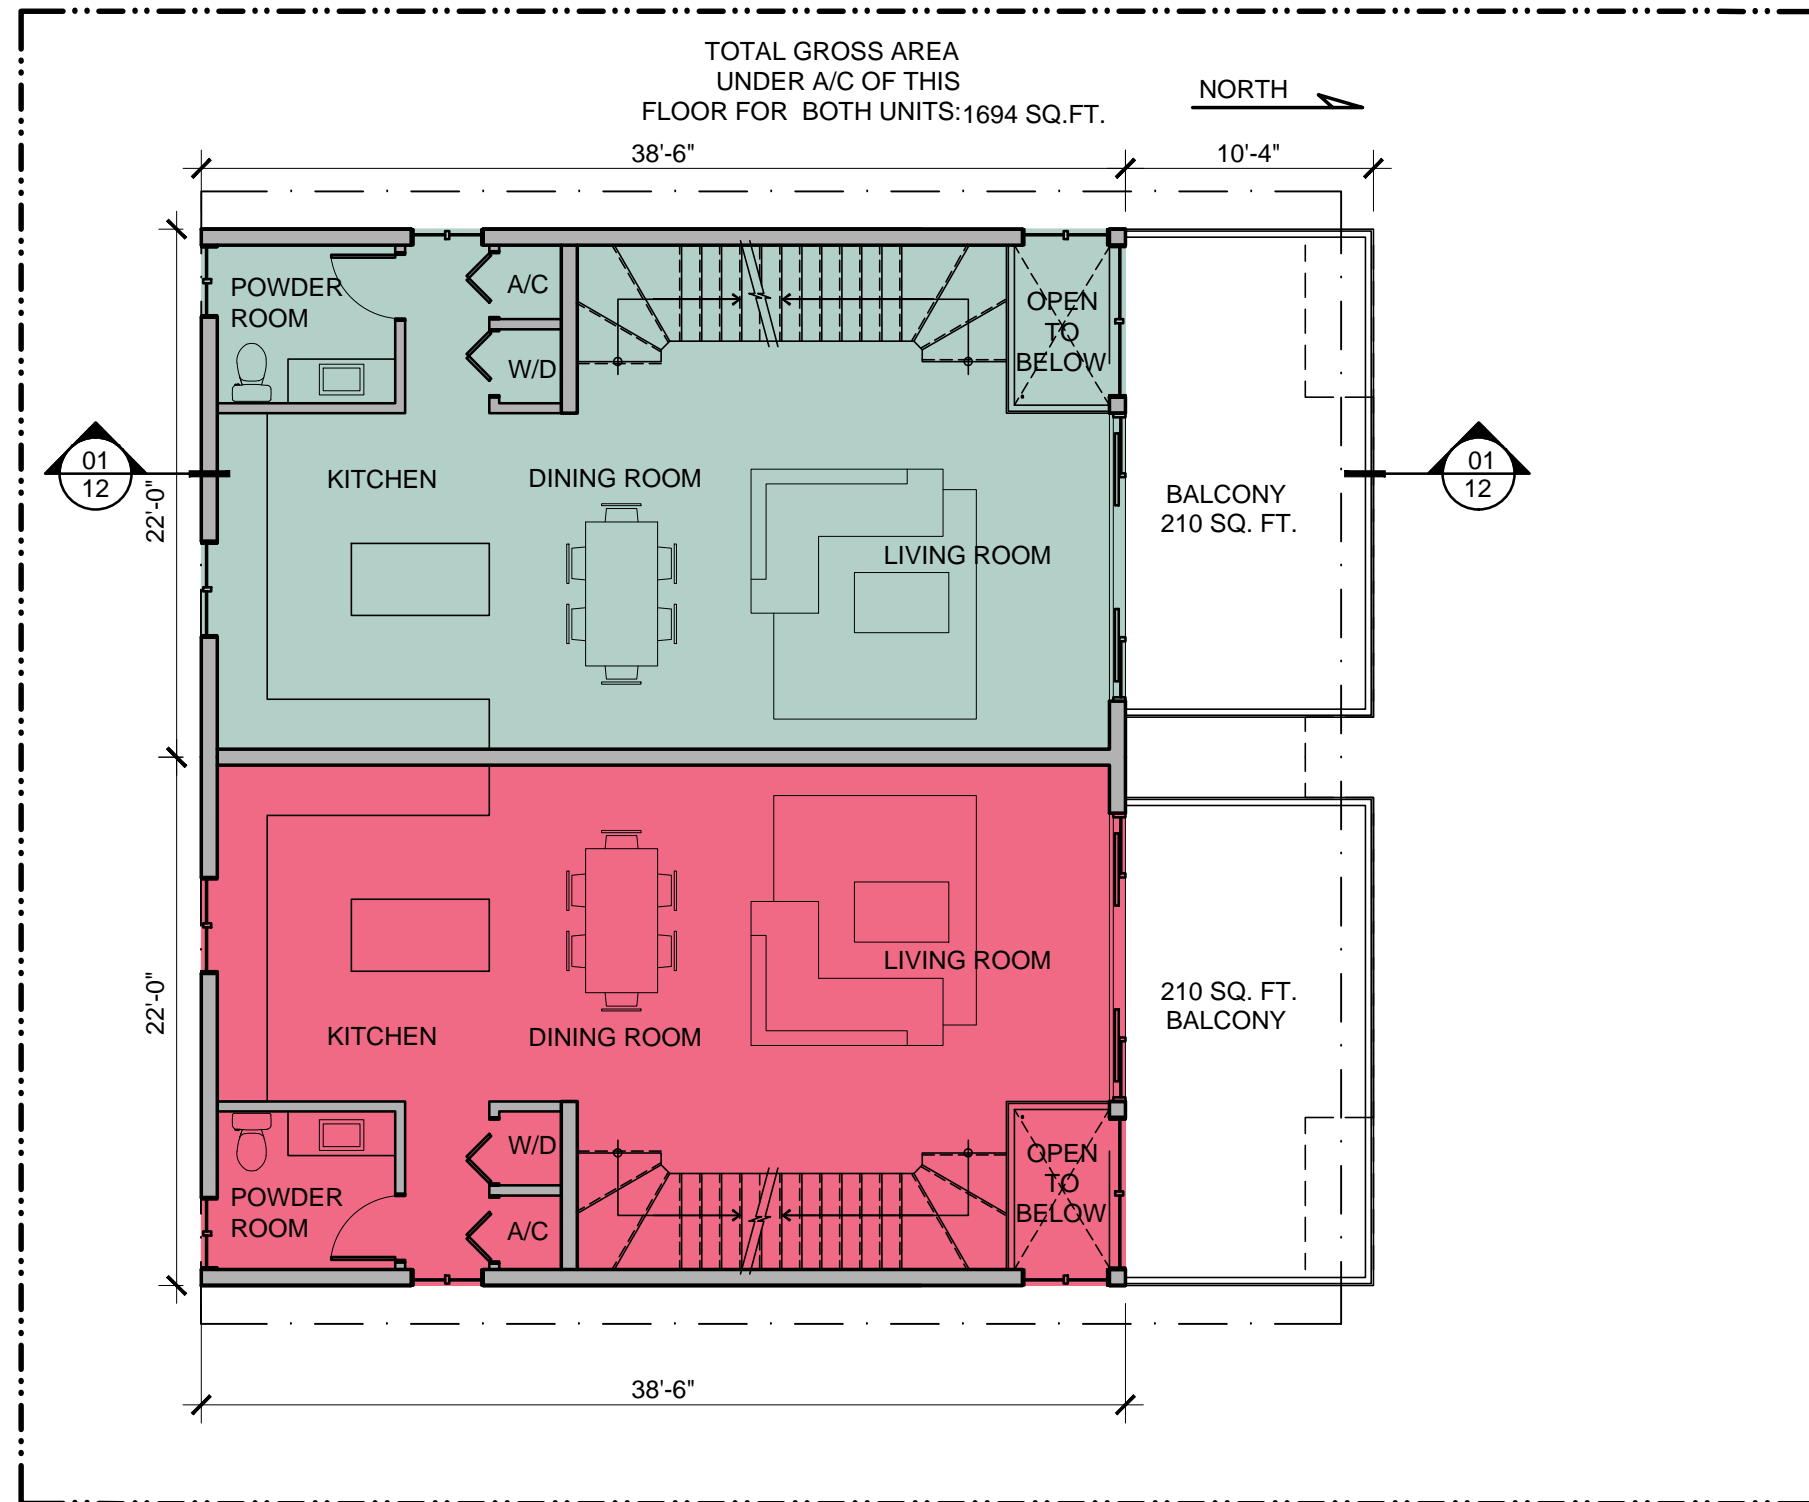 TOTAL GROSS AREA
UNDER A/C OF THIS
FLOOR FOR BOTH UNITS: 1694 SQ.FT.
NORTH
38'-6"
10'-4"
POWDER
ROOM
A/C
W/D
OPEN
TO
BELOW
01
12
22'-0"
KITCHEN
DINING ROOM
LIVING ROOM
BALCONY
210 SQ. FT.
01
12
22'-0"
KITCHEN
DINING ROOM
LIVING ROOM
210 SQ. FT.
BALCONY
POWDER
ROOM
W/D
A/C
OPEN
TO
BELOW
38'-6"